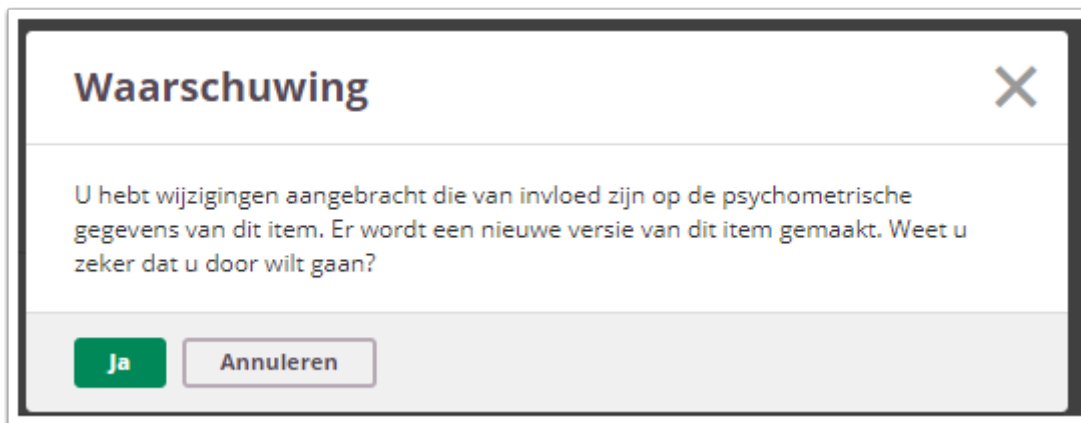 Waarschuwing
U hebt wijzigingen aangebracht die van invloed zijn op de psychometrische
gegevens van dit item. Er wordt een nieuwe versie van dit item gemaakt. Weet u
zeker dat u door wilt gaan?
Ja
Annuleren